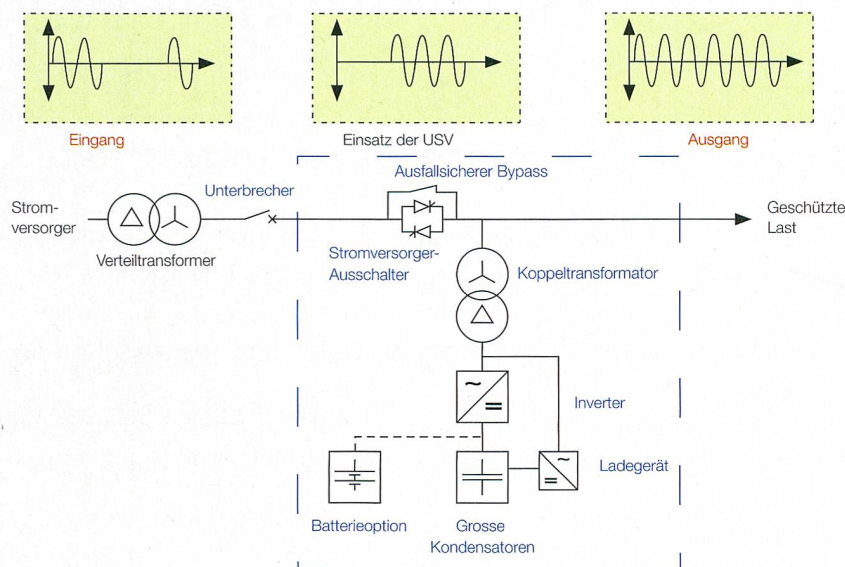 Eingang
Einsatz der USV
Ausgang
Ausfallsicherer Bypass
Unterbrecher
Strom-
versorger
Geschützte
Last
Verteiltransformer
Stromversorger-
Ausschalter
Koppeltransformator
Inverter
Ladegerät
Batterieoption
Grosse
Kondensatoren